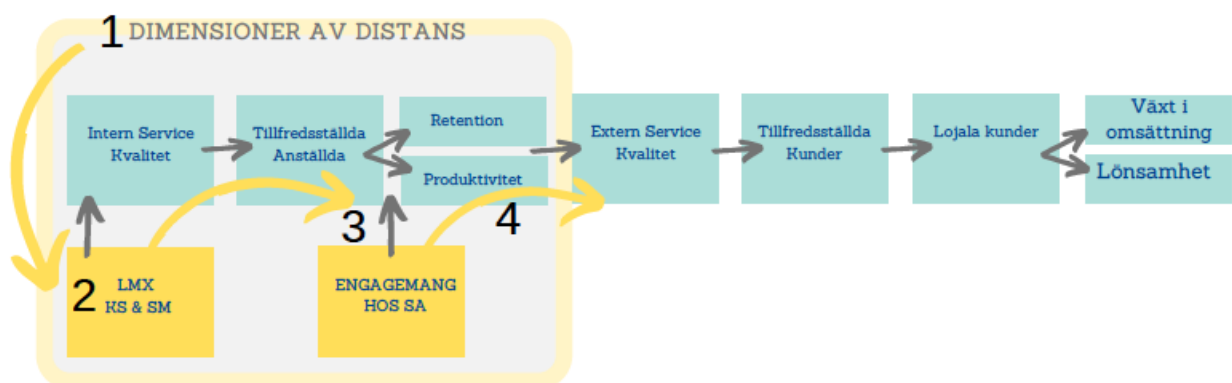 1 DIMENSIONER AV DISTANS
Intern Service
Kvalitet
Tillfredsställda
Anställda
Retention
Produktivitet
Extern Service
Kvalitet
Tillfredsställda
Kunder
Lojala kunder
Växt i
omsättning
Lönsamhet
2
LMX
KS & SM
3
ENGAGEMANG
HOS SA
4